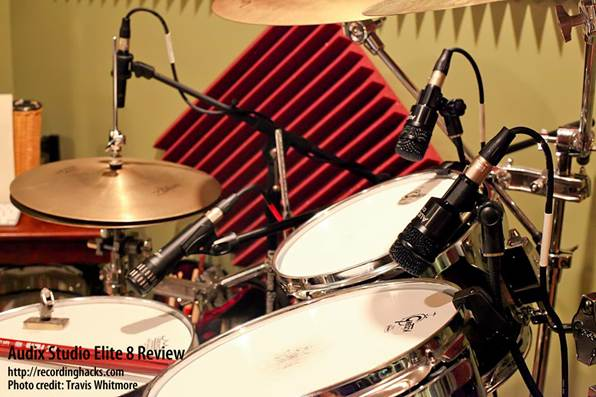 Audix Studio Elite 8 Review
http://recordinghacks.com
Photo credit: Travis Whitmore